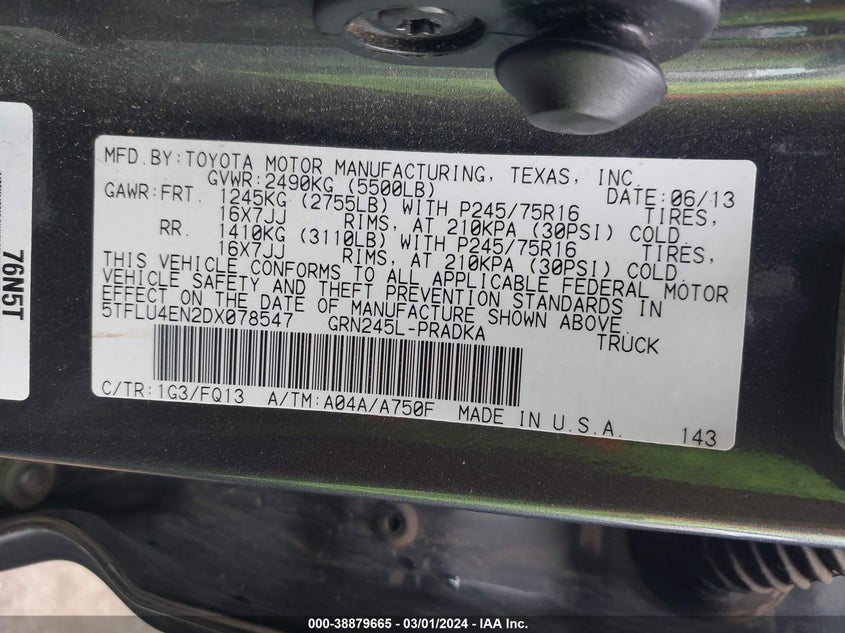 76N5T
MFD.BY:TOYOTA MOTOR MANUFACTURING, TEXAS, INC.
GVWR:2490KG (5500LB) DATE:06/13
GAWR:FRT. 1245KG (2755LB) WITH P245/75R16 TIRES,
16X7JJ RIMS, AT 210KPA (30PSI) COLD.
RR. 1410KG (3110LB) WITH P245/75R16 TIRES,
16X7JJ RIMS, AT 210KPA (30PSI) COLD.
THIS VEHICLE CONFORMS TO ALL APPLICABLE FEDERAL MOTOR
VEHICLE SAFETY AND THEFT PREVENTION STANDARDS IN
EFFECT ON THE DATE OF MANUFACTURE SHOWN ABOVE.
5TFLU4EN2DX078547 GRN245L-PRADKA TRUCK
C/TR:1G3/FQ13 A/TM:A04A/A750F MADE IN U.S.A. 143
000-38879665 - 03/01/2024 - IAA Inc.